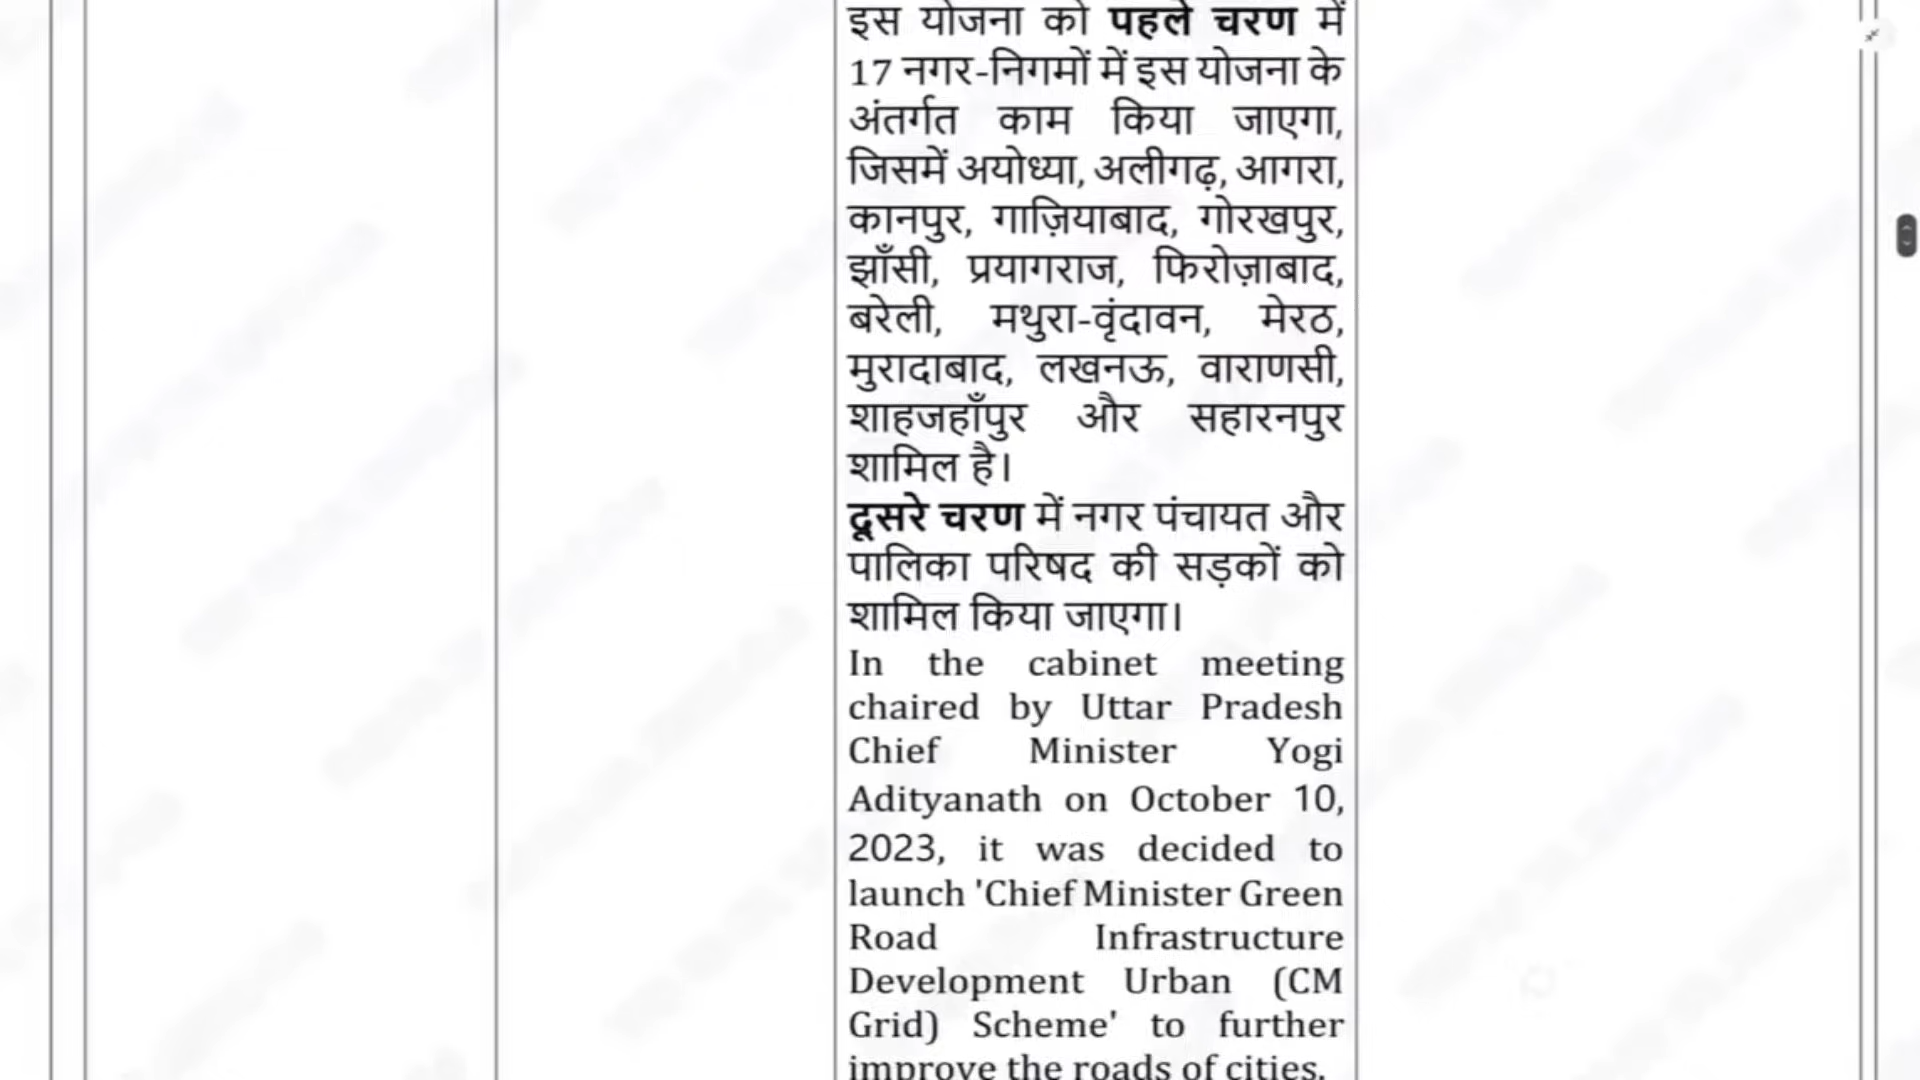 इस योजना को पहले चरण में
17 नगर-निगमों में इस योजना के
अंतर्गत काम किया जाएगा,
जिसमें अयोध्या, अलीगढ़, आगरा,
कानपुर, गाज़ियाबाद, गोरखपुर,
झाँसी, प्रयागराज, फिरोज़ाबाद,
बरेली, मथुरा-वृंदावन, मेरठ,
मुरादाबाद, लखनऊ, वाराणसी,
शाहजहाँपुर और सहारनपुर
शामिल है।
दूसरे चरण में नगर पंचायत और
पालिका परिषद की सड़कों को
शामिल किया जाएगा।
In the cabinet meeting
chaired by Uttar Pradesh
Chief Minister Yogi
Adityanath on October 10,
2023, it was decided to
launch 'Chief Minister Green
Road Infrastructure
Development Urban (CM
Grid) Scheme' to further
improve the roads of cities.